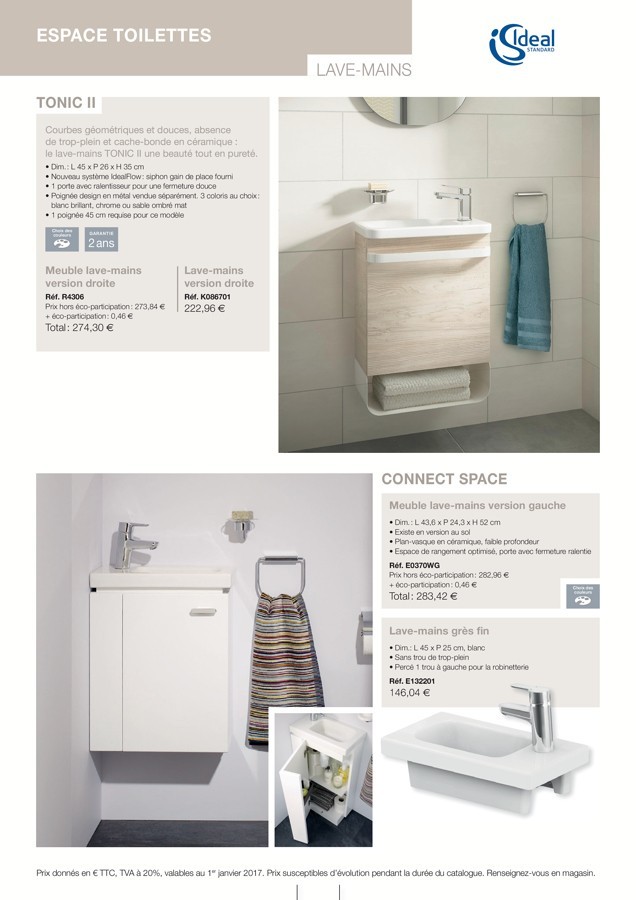 ESPACE TOILETTES
LAVE-MAINS
Ideal
STANDARD
TONIC II
Courbes géométriques et douces, absence
de trop-plein et cache-bonde en céramique :
le lave-mains TONIC II une beauté tout en pureté.
• Dim. : L 45 x P 26 x H 35 cm
• Nouveau système IdealFlow : siphon gain de place fourni
• 1 porte avec ralentisseur pour une fermeture douce
• Poignée design en métal vendue séparément. 3 coloris au choix :
blanc brillant, chrome ou sable ombré mat
• 1 poignée 45 cm requise pour ce modèle
Choix des
couleurs
GARANTIE
2 ans
Meuble lave-mains
version droite
Réf. R4306
Prix hors éco-participation : 273,84 €
+ éco-participation : 0,46 €
Total : 274,30 €
Lave-mains
version droite
Réf. K086701
222,96 €
CONNECT SPACE
Meuble lave-mains version gauche
• Dim. : L 43,6 x P 24,3 x H 52 cm
• Existe en version au sol
• Plan-vasque en céramique, faible profondeur
• Espace de rangement optimisé, porte avec fermeture ralentie
Réf. E0370WG
Prix hors éco-participation : 282,96 €
+ éco-participation : 0,46 €
Total : 283,42 €
Choix des
couleurs
Lave-mains grès fin
• Dim. : L 45 x P 25 cm, blanc
• Sans trou de trop-plein
• Percé 1 trou à gauche pour la robinetterie
Réf. E132201
146,04 €
Prix donnés en € TTC, TVA à 20%, valables au 1er janvier 2017. Prix susceptibles d'évolution pendant la durée du catalogue. Renseignez-vous en magasin.